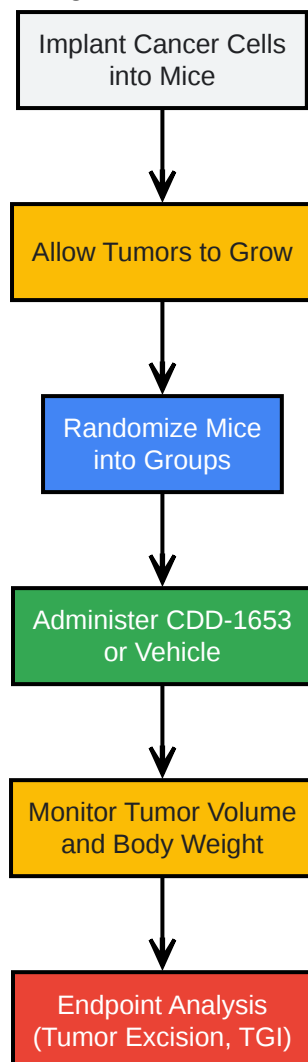 Implant Cancer Cells
into Mice
Allow Tumors to Grow
Randomize Mice
into Groups
Administer CDD-1653
or Vehicle
Monitor Tumor Volume
and Body Weight
Endpoint Analysis
(Tumor Excision, TGI)